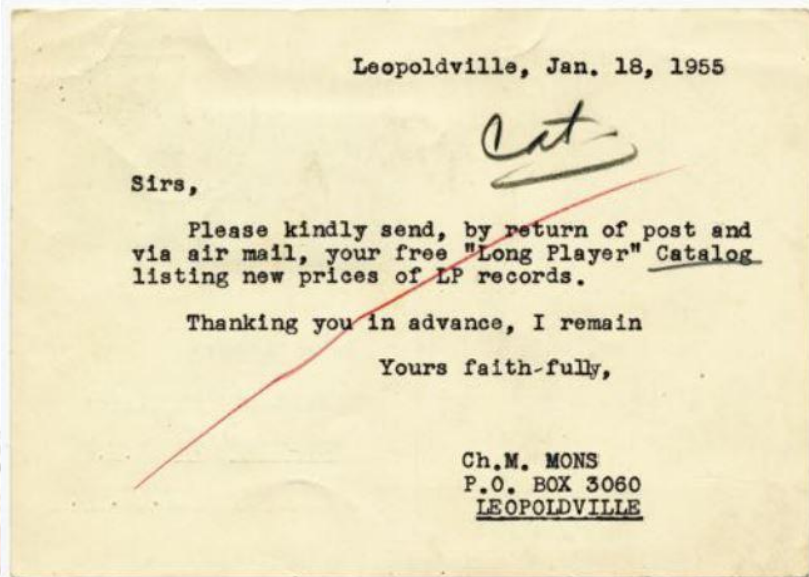 Leopoldville, Jan. 18, 1955
Cat.
Sirs,
Please kindly send, by return of post and
via air mail, your free "Long Player" Catalog
listing new prices of LP records.
Thanking you in advance, I remain
Yours faith-fully,
Ch.M. MONS
P.O. BOX 3060
LEOPOLDVILLE